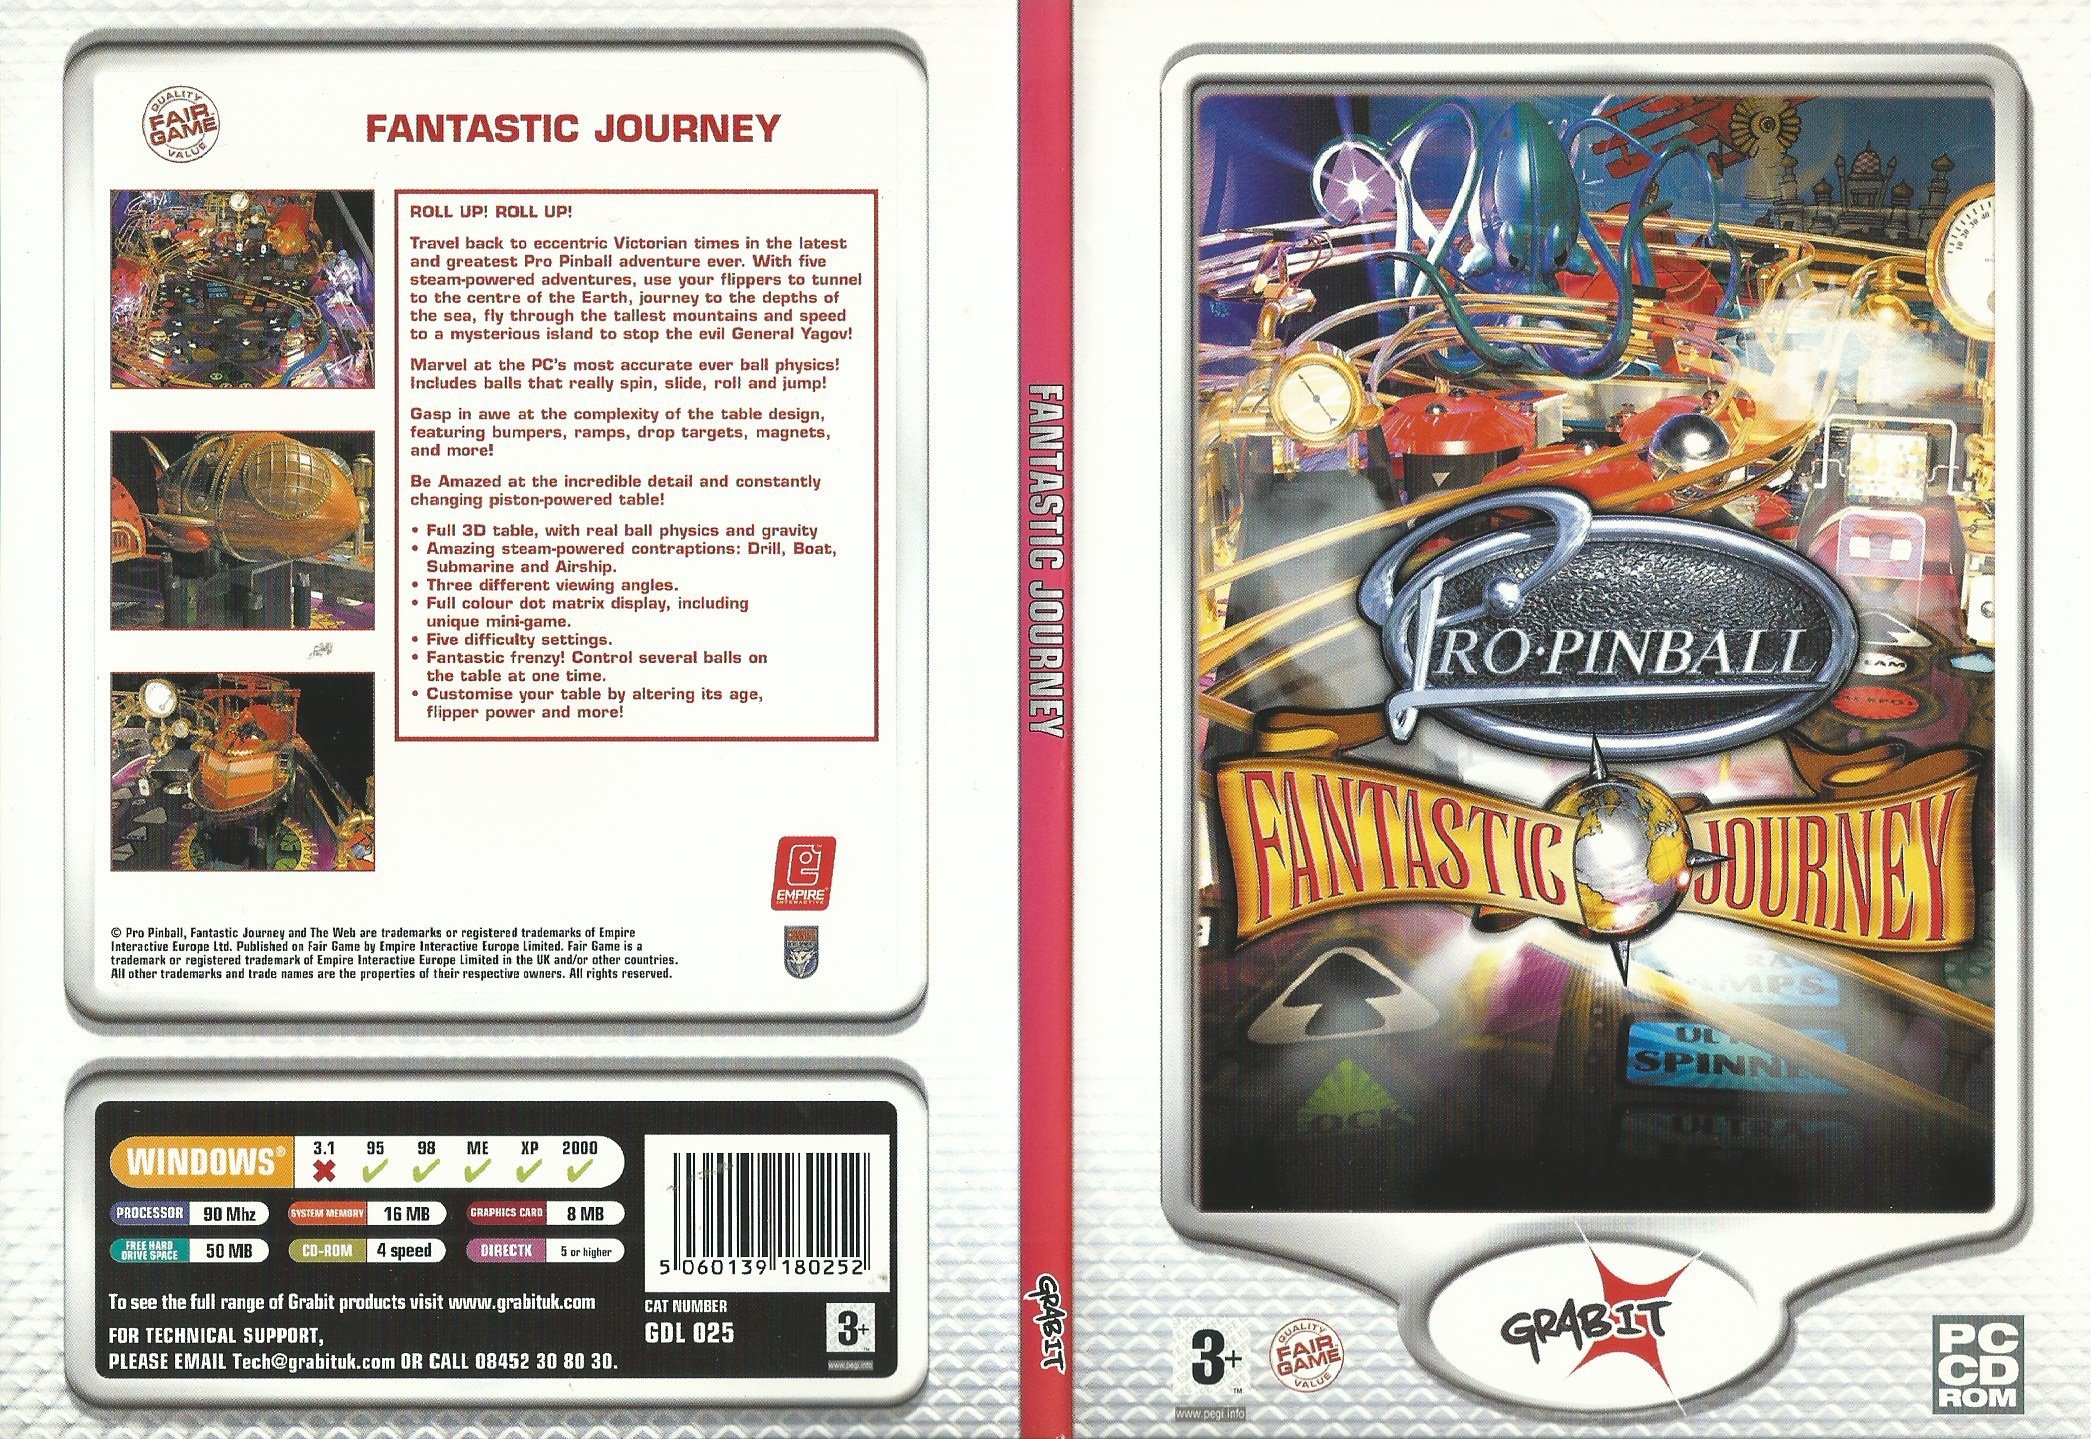 QUALITY
FAIR
GAME
VALUE
FANTASTIC JOURNEY
ROLL UP! ROLL UP!
Travel back to eccentric Victorian times in the latest
and greatest Pro Pinball adventure ever. With five
steam-powered adventures, use your flippers to tunnel
to the centre of the Earth, journey to the depths of
the sea, fly through the tallest mountains and speed
to a mysterious island to stop the evil General Yagov!
Marvel at the PC's most accurate ever ball physics!
Includes balls that really spin, slide, roll and jump!
Gasp in awe at the complexity of the table design,
featuring bumpers, ramps, drop targets, magnets,
and more!
Be Amazed at the incredible detail and constantly
changing piston-powered table!
• Full 3D table, with real ball physics and gravity
• Amazing steam-powered contraptions: Drill, Boat,
Submarine and Airship.
• Three different viewing angles.
• Full colour dot matrix display, including
unique mini-game.
• Five difficulty settings.
• Fantastic frenzy! Control several balls on
the table at one time.
• Customise your table by altering its age,
flipper power and more!
EMPIRE
INTERACTIVE
© Pro Pinball, Fantastic Journey and The Web are trademarks or registered trademarks of Empire
Interactive Europe Ltd. Published on Fair Game by Empire Interactive Europe Limited. Fair Game is a
trademark or registered trademark of Empire Interactive Europe Limited in the UK and/or other countries.
All other trademarks and trade names are the properties of their respective owners. All rights reserved.
WINDOWS® 3.1 95 98 ME XP 2000
PROCESSOR 90 Mhz SYSTEM MEMORY 16 MB GRAPHICS CARD 8 MB
FREE HARD DRIVE SPACE 50 MB CD-ROM 4 speed DIRECTX 5 or higher
To see the full range of Grabit products visit www.grabituk.com
FOR TECHNICAL SUPPORT,
PLEASE EMAIL Tech@grabituk.com OR CALL 08452 30 80 30.
5 060139 180252
CAT NUMBER
GDL 025
3+
www.pegi.info
FANTASTIC JOURNEY
GRABIT
PRO·PINBALL
FANTASTIC JOURNEY
SPINN
ULTRA
3+™
www.pegi.info
QUALITY
FAIR
GAME
VALUE
GRABIT
PC
CD
ROM